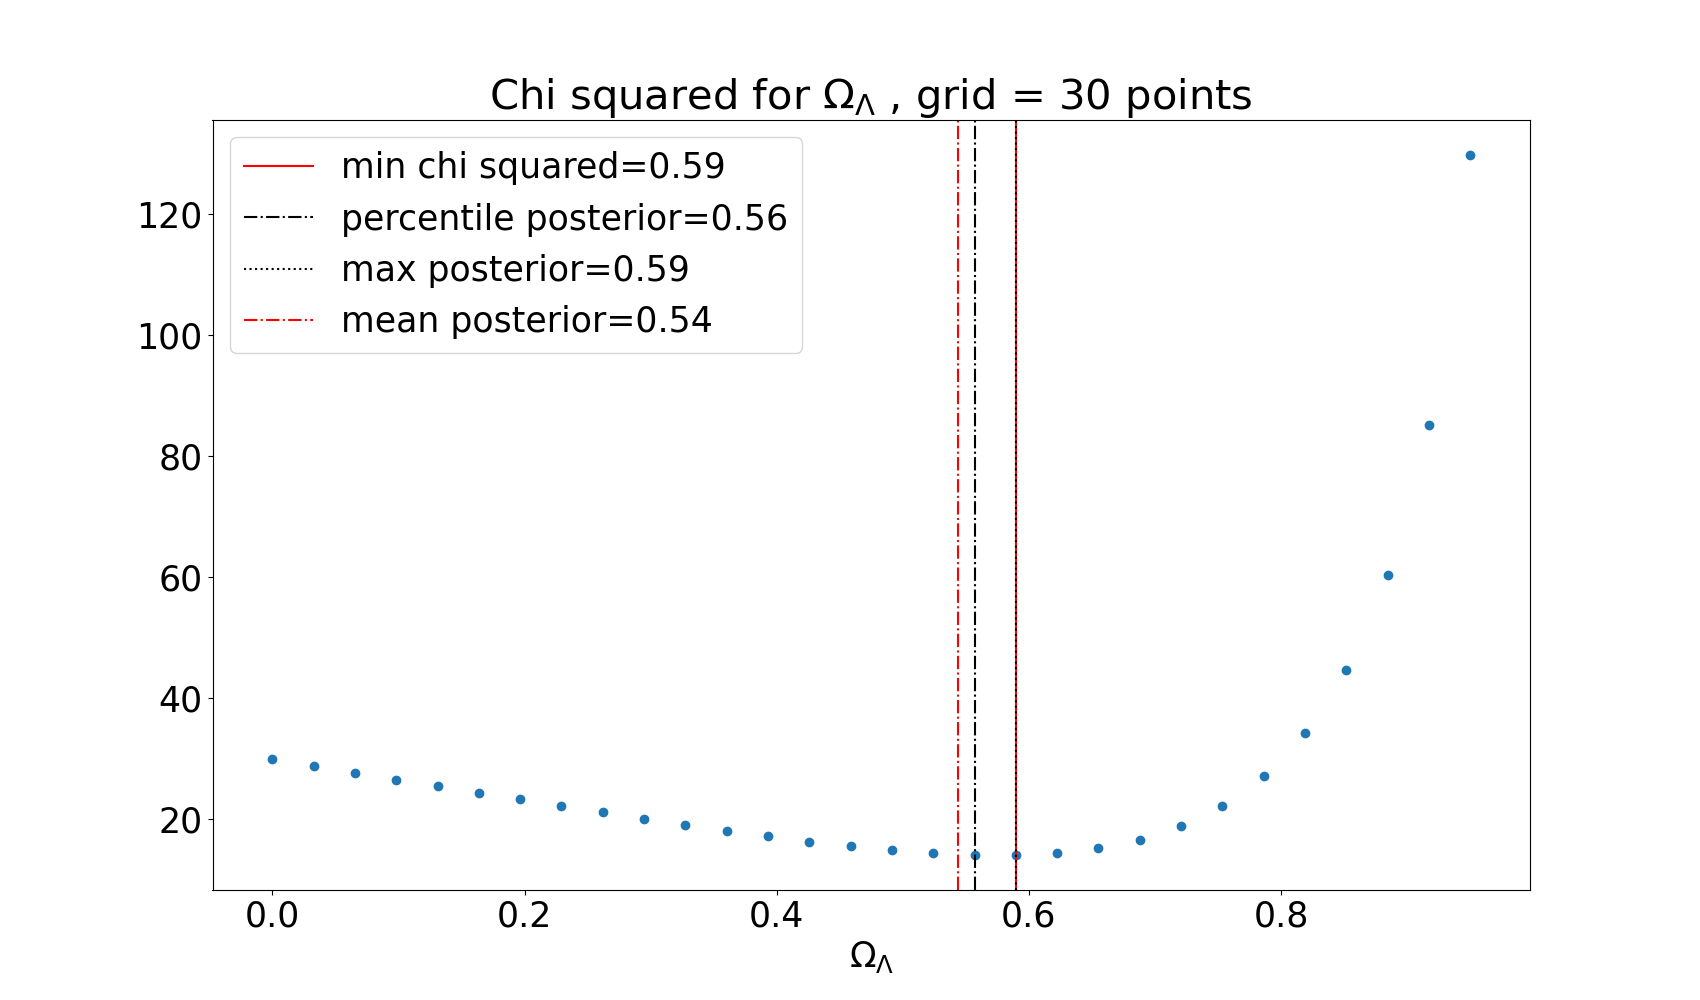 Chi squared for Ω_Λ , grid = 30 points
min chi squared=0.59
percentile posterior=0.56
max posterior=0.59
mean posterior=0.54
120
100
80
60
40
20
0.0 0.2 0.4 0.6 0.8
Ω_Λ